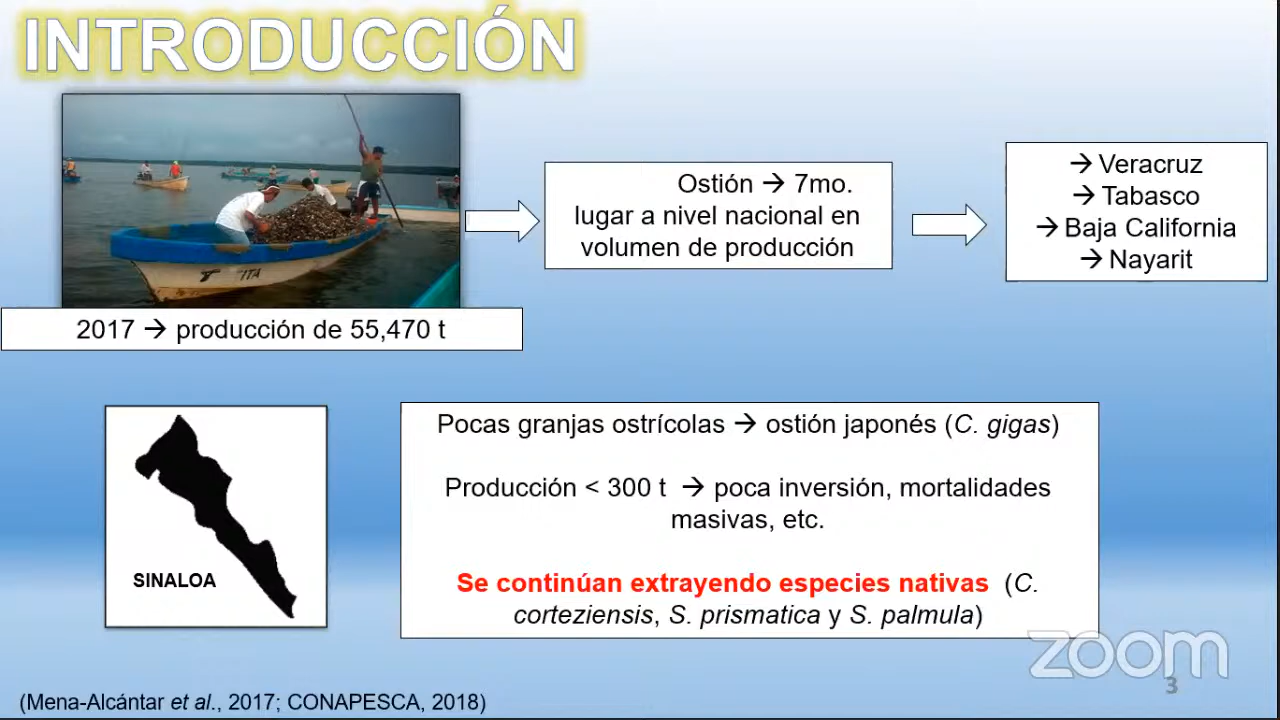 INTRODUCCIÓN
ITA
2017 → producción de 55,470 t
Ostión → 7mo.
lugar a nivel nacional en
volumen de producción
→ Veracruz
→ Tabasco
→ Baja California
→ Nayarit
SINALOA
Pocas granjas ostrícolas → ostión japonés (C. gigas)
Producción < 300 t → poca inversión, mortalidades
masivas, etc.
Se continúan extrayendo especies nativas (C.
corteziensis, S. prismatica y S. palmula)
zoom
3
(Mena-Alcántar et al., 2017; CONAPESCA, 2018)